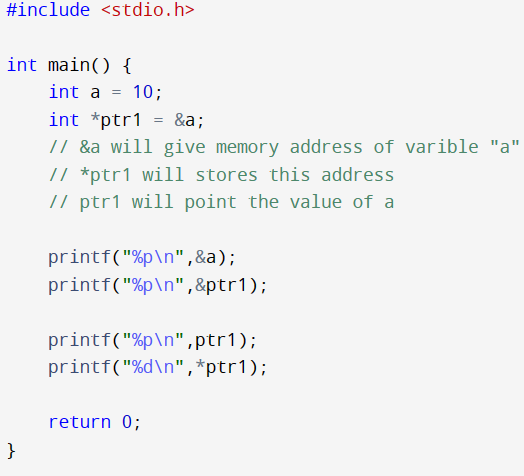 #include <stdio.h>
int main() {
int a = 10;
int *ptr1 = &a;
// &a will give memory address of varible "a"
// *ptr1 will stores this address
// ptr1 will point the value of a
printf("%p\n",&a);
printf("%p\n",&ptr1);
printf("%p\n",ptr1);
printf("%d\n",*ptr1);
return 0;
}